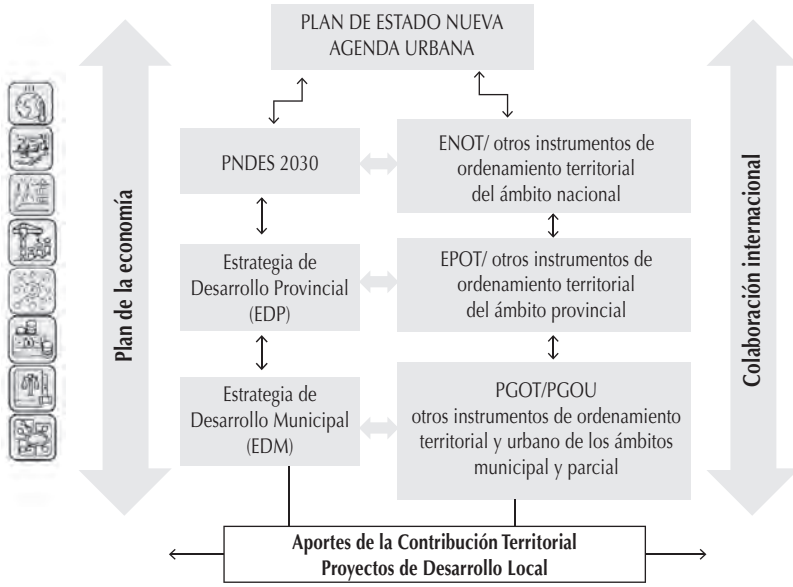 PLAN DE ESTADO NUEVA
AGENDA URBANA
Plan de la economía
PNDES 2030
ENOT/ otros instrumentos de
ordenamiento territorial
del ámbito nacional
Estrategia de
Desarrollo Provincial
(EDP)
EPOT/ otros instrumentos de
ordenamiento territorial
del ámbito provincial
Estrategia de
Desarrollo Municipal
(EDM)
PGOT/PGOU
otros instrumentos de ordenamiento
territorial y urbano de los ámbitos
municipal y parcial
Colaboración internacional
Aportes de la Contribución Territorial
Proyectos de Desarrollo Local